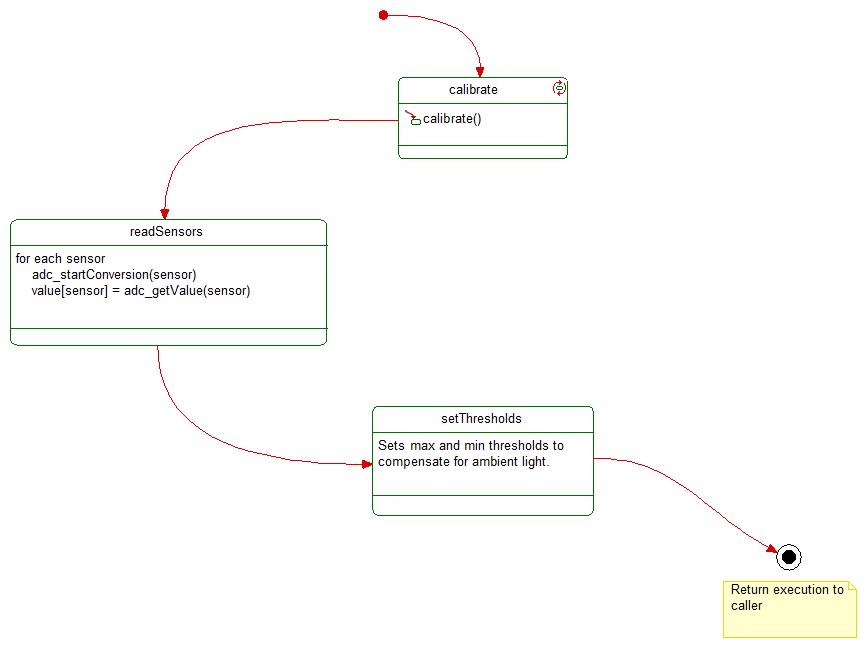 calibrate
calibrate()
readSensors
for each sensor
adc_startConversion(sensor)
value[sensor] = adc_getValue(sensor)
setThresholds
Sets max and min thresholds to
compensate for ambient light.
Return execution to
caller